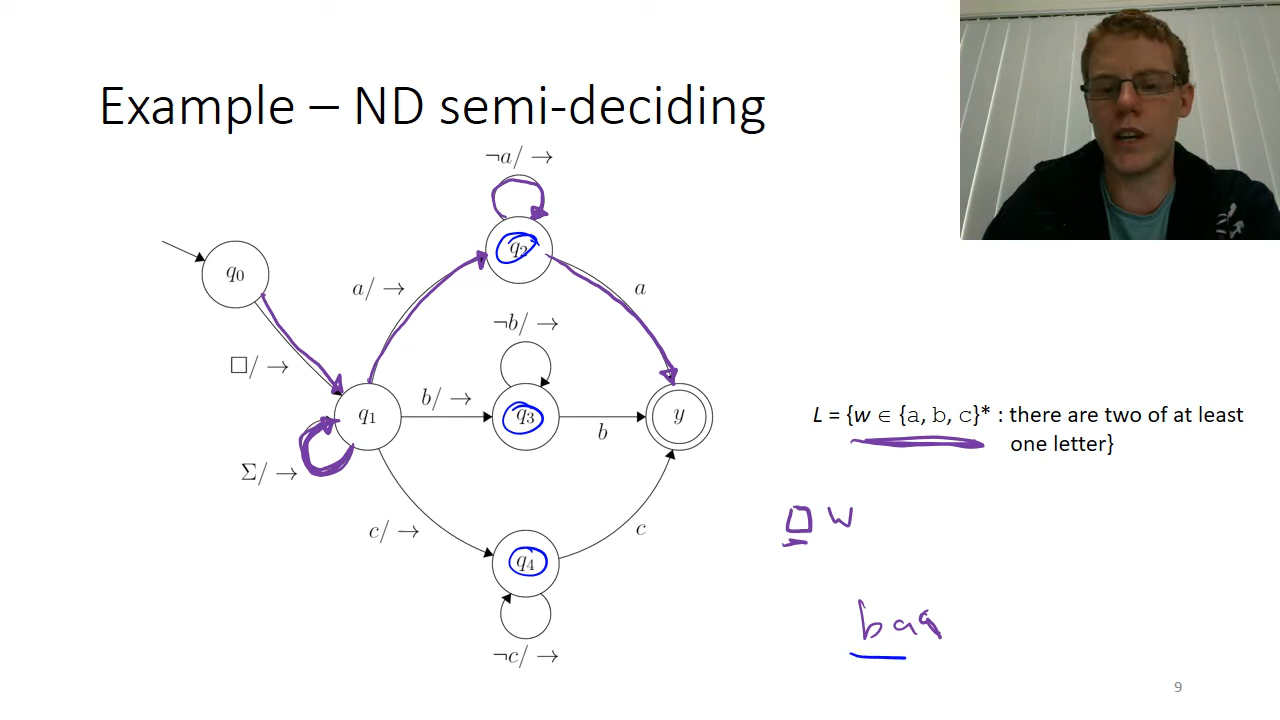 Example – ND semi-deciding
¬a/ →
q₀
q₂
a/ →
a
¬b/ →
□/ →
q₁
b/ →
q₃
b
y
L = {w ∈ {a, b, c}* : there are two of at least
one letter}
Σ/ →
□ w
c/ →
c
q₄
baa
¬c/ →
9